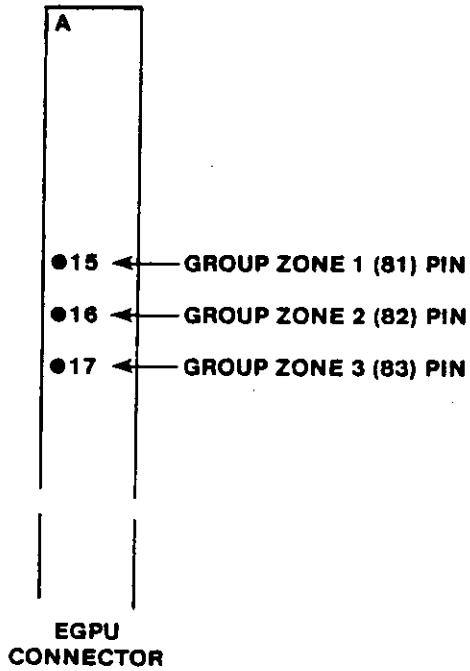 A
●15 GROUP ZONE 1 (81) PIN
●16 GROUP ZONE 2 (82) PIN
●17 GROUP ZONE 3 (83) PIN
EGPU
CONNECTOR